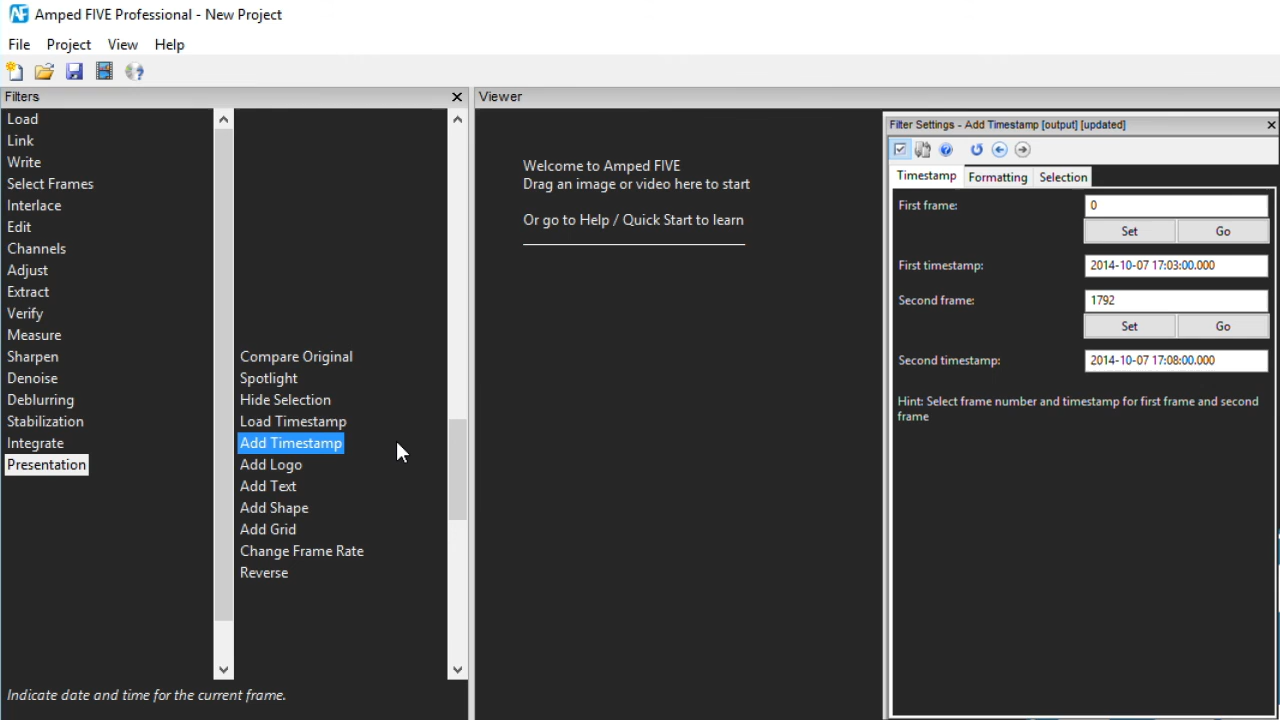 Amped FIVE Professional - New Project
File Project View Help
Filters
Load
Link
Write
Select Frames
Interlace
Edit
Channels
Adjust
Extract
Verify
Measure
Sharpen
Denoise
Deblurring
Stabilization
Integrate
Presentation
Compare Original
Spotlight
Hide Selection
Load Timestamp
Add Timestamp
Add Logo
Add Text
Add Shape
Add Grid
Change Frame Rate
Reverse
Indicate date and time for the current frame.
Viewer
Welcome to Amped FIVE
Drag an image or video here to start
Or go to Help / Quick Start to learn
Filter Settings - Add Timestamp [output] [updated]
Timestamp Formatting Selection
First frame: 0
Set Go
First timestamp: 2014-10-07 17:03:00.000
Second frame: 1792
Set Go
Second timestamp: 2014-10-07 17:08:00.000
Hint: Select frame number and timestamp for first frame and second
frame